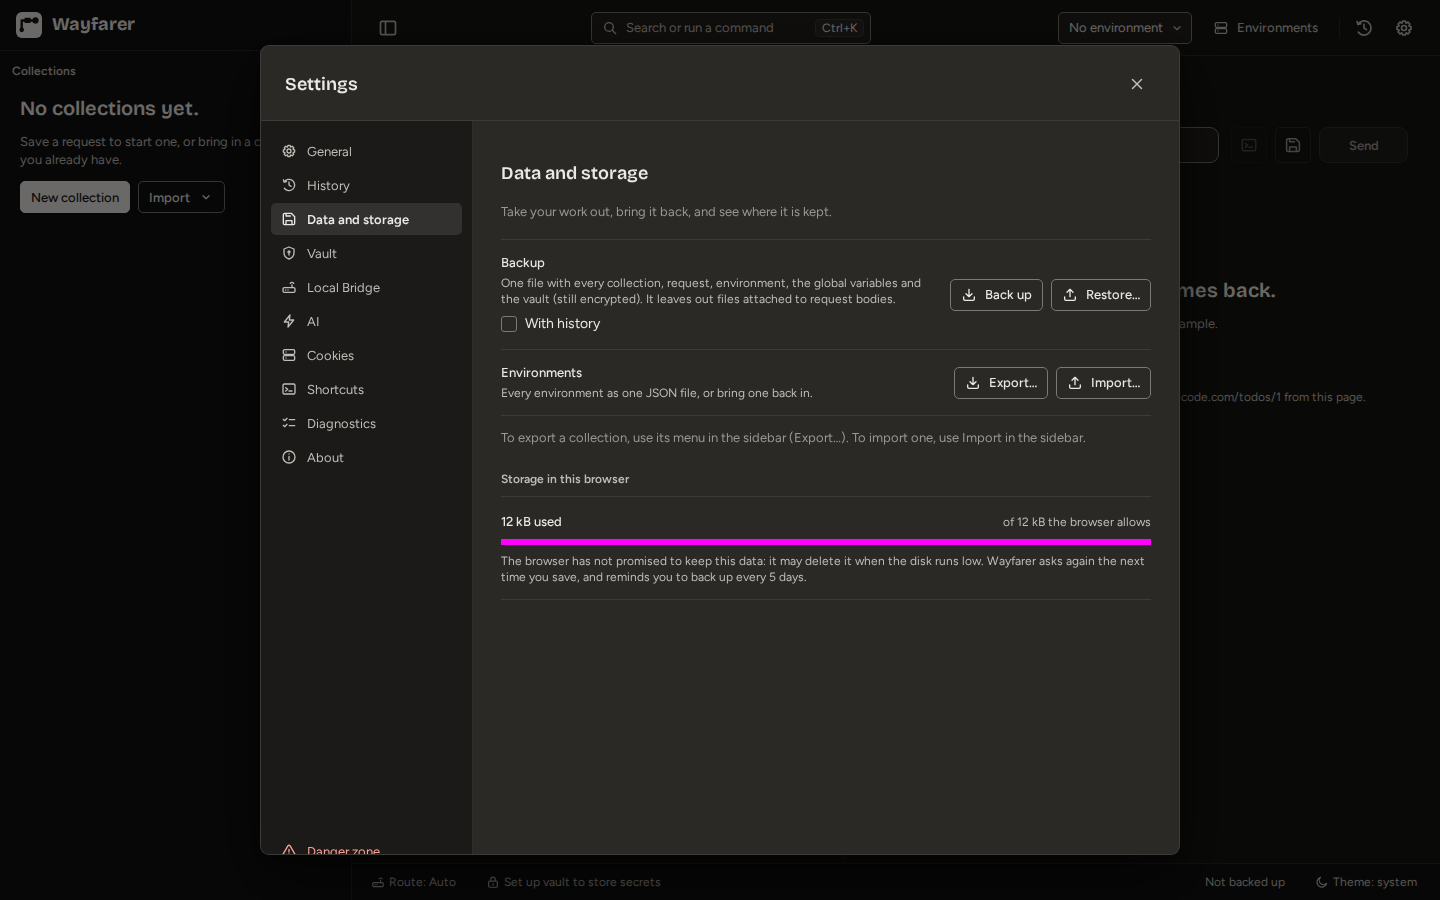 Wayfarer
Search or run a command
Ctrl+K
No environment
Environments
Collections
No collections yet.
Save a request to start one, or bring in a c
you already have.
New collection
Import
Send
mes back.
ample.
code.com/todos/1 from this page.
Settings
General
History
Data and storage
Vault
Local Bridge
AI
Cookies
Shortcuts
Diagnostics
About
Danger zone
Data and storage
Take your work out, bring it back, and see where it is kept.
Backup
One file with every collection, request, environment, the global variables and
the vault (still encrypted). It leaves out files attached to request bodies.
With history
Back up
Restore...
Environments
Every environment as one JSON file, or bring one back in.
Export...
Import...
To export a collection, use its menu in the sidebar (Export...). To import one, use Import in the sidebar.
Storage in this browser
12 kB used
of 12 kB the browser allows
The browser has not promised to keep this data: it may delete it when the disk runs low. Wayfarer asks again the next
time you save, and reminds you to back up every 5 days.
Route: Auto
Set up vault to store secrets
Not backed up
Theme: system